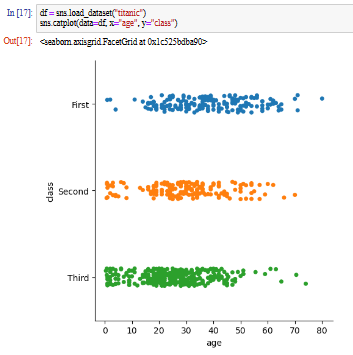 In [17]: df = sns.load_dataset("titanic")
sns.catplot(data=df, x="age", y="class")
Out[17]: <seaborn.axisgrid.FacetGrid at 0x1c525bdba90>
First
Second
Third
class
0 10 20 30 40 50 60 70 80
age